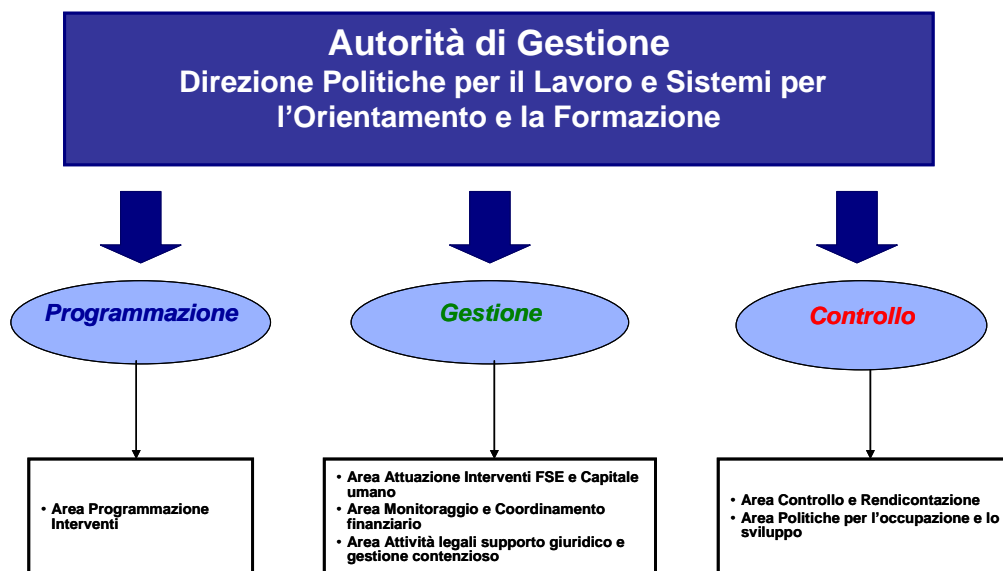 Autorità di Gestione
Direzione Politiche per il Lavoro e Sistemi per
l’Orientamento e la Formazione
Programmazione
Gestione
Controllo
• Area Programmazione
Interventi
• Area Attuazione Interventi FSE e Capitale
umano
• Area Monitoraggio e Coordinamento
finanziario
• Area Attività legali supporto giuridico e
gestione contenzioso
• Area Controllo e Rendicontazione
• Area Politiche per l’occupazione e lo
sviluppo